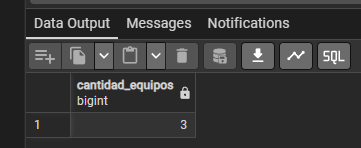 Data Output Messages Notifications
SQL
cantidad_equipos
bigint
1 3